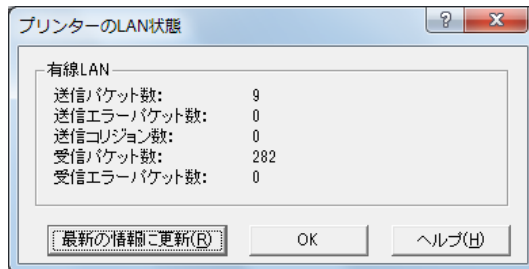 プリンターのLAN状態
有線LAN
送信パケット数: 9
送信エラーパケット数: 0
送信コリジョン数: 0
受信パケット数: 282
受信エラーパケット数: 0
最新の情報に更新(R) OK ヘルプ(H)